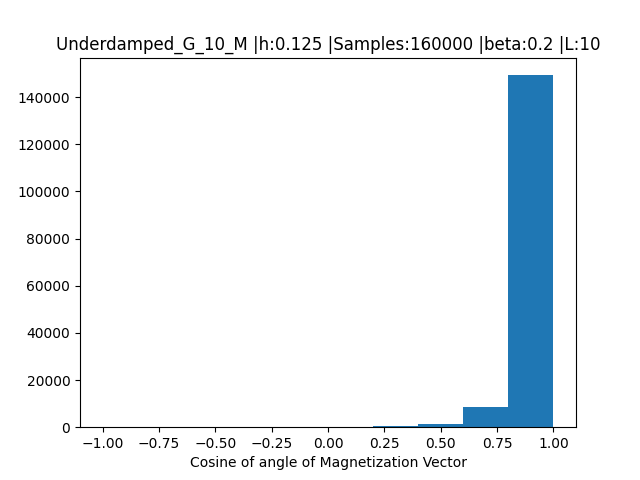 Underdamped_G_10_M |h:0.125 |Samples:160000 |beta:0.2 |L:10
140000
120000
100000
80000
60000
40000
20000
0
−1.00 −0.75 −0.50 −0.25 0.00 0.25 0.50 0.75 1.00
Cosine of angle of Magnetization Vector